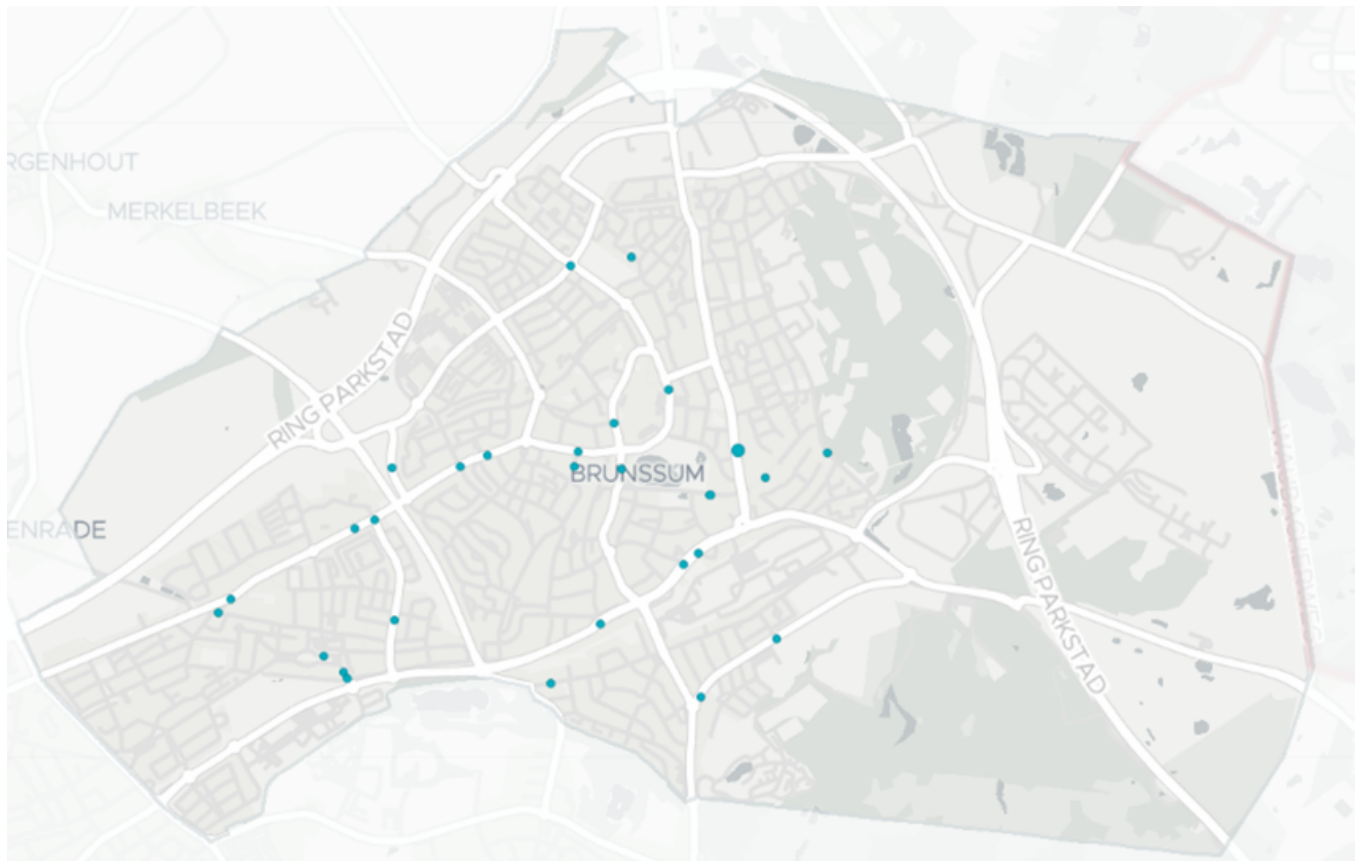 RGENHOUT
MERKELBEEK
RING PARKSTAD
BRUNSSUM
ENRADE
RING PARKSTAD